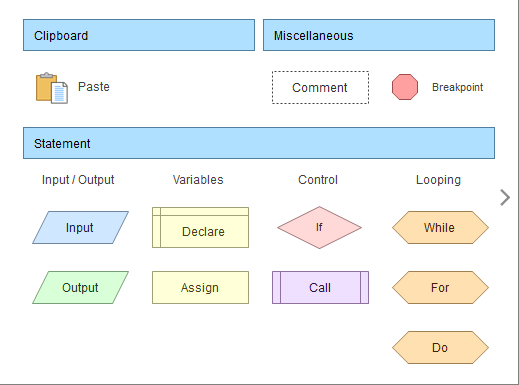 Clipboard
Miscellaneous
Paste
Comment
Breakpoint
Statement
Input / Output
Variables
Control
Looping
Input
Declare
If
While
Output
Assign
Call
For
Do